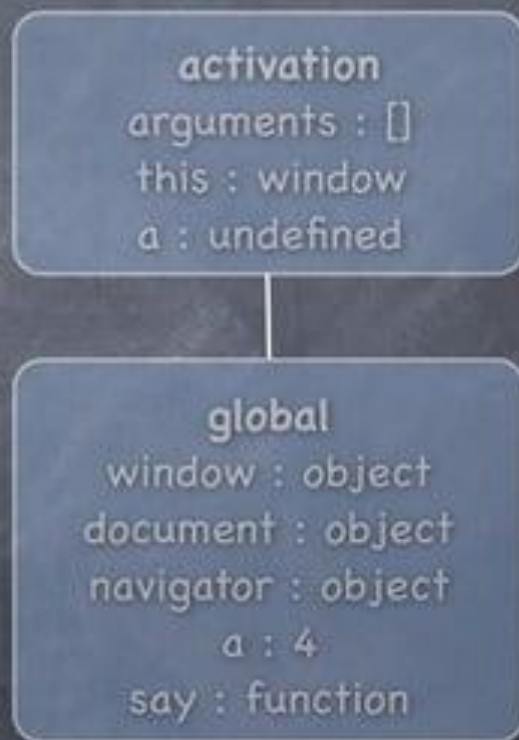 activation
arguments : []
this : window
a : undefined
global
window : object
document : object
navigator : object
a : 4
say : function